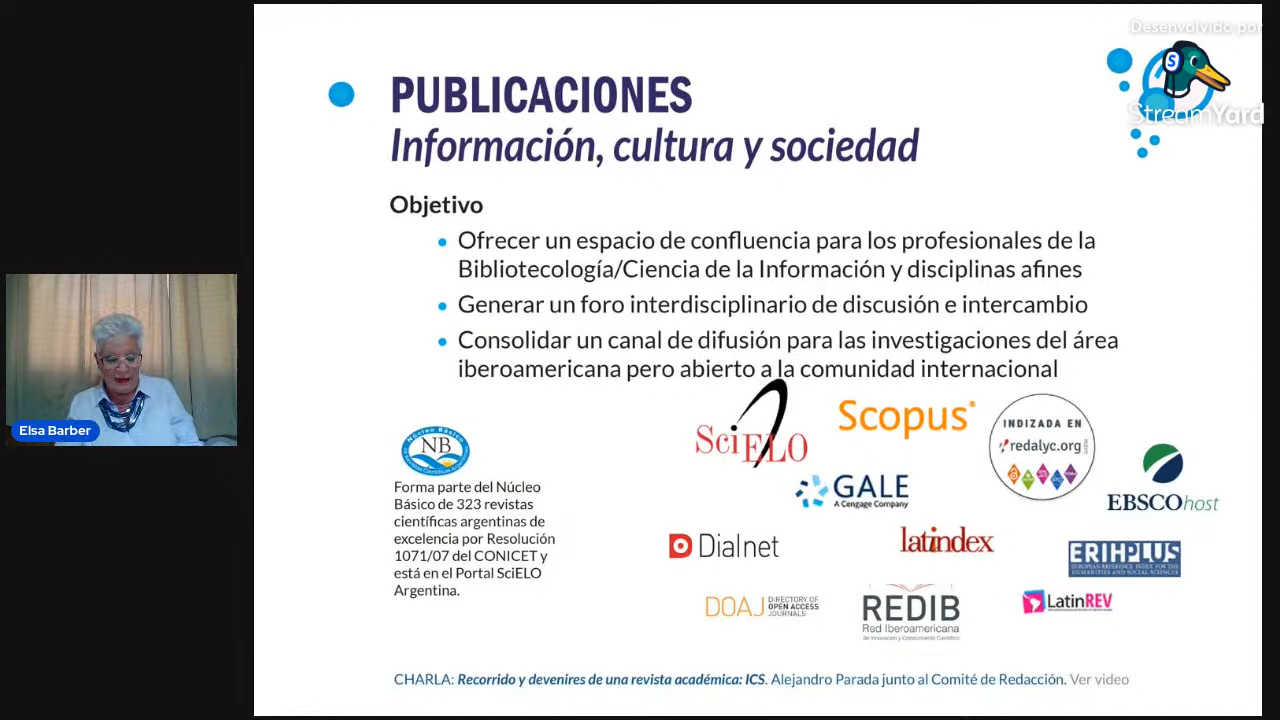 Desenvolvido por
StreamYard
PUBLICACIONES
Información, cultura y sociedad
Objetivo
Ofrecer un espacio de confluencia para los profesionales de la
Bibliotecología/Ciencia de la Información y disciplinas afines
Generar un foro interdisciplinario de discusión e intercambio
Consolidar un canal de difusión para las investigaciones del área
iberoamericana pero abierto a la comunidad internacional
Elsa Barber
Núcleo Básico
NB
Forma parte del Núcleo
Básico de 323 revistas
científicas argentinas de
excelencia por Resolución
1071/07 del CONICET y
está en el Portal SciELO
Argentina.
SciELO
Scopus
INDIZADA EN
redalyc.org
GALE
A Cengage Company
EBSCOhost
Dialnet
latindex
ERIHPLUS
EUROPEAN REFERENCE INDEX FOR THE
HUMANITIES AND SOCIAL SCIENCES
DOAJ DIRECTORY OF
OPEN ACCESS
JOURNALS
REDIB
Red Iberoamericana
de Innovación y Conocimiento Científico
LatinREV
CHARLA: Recorrido y devenires de una revista académica: ICS. Alejandro Parada junto al Comité de Redacción. Ver video